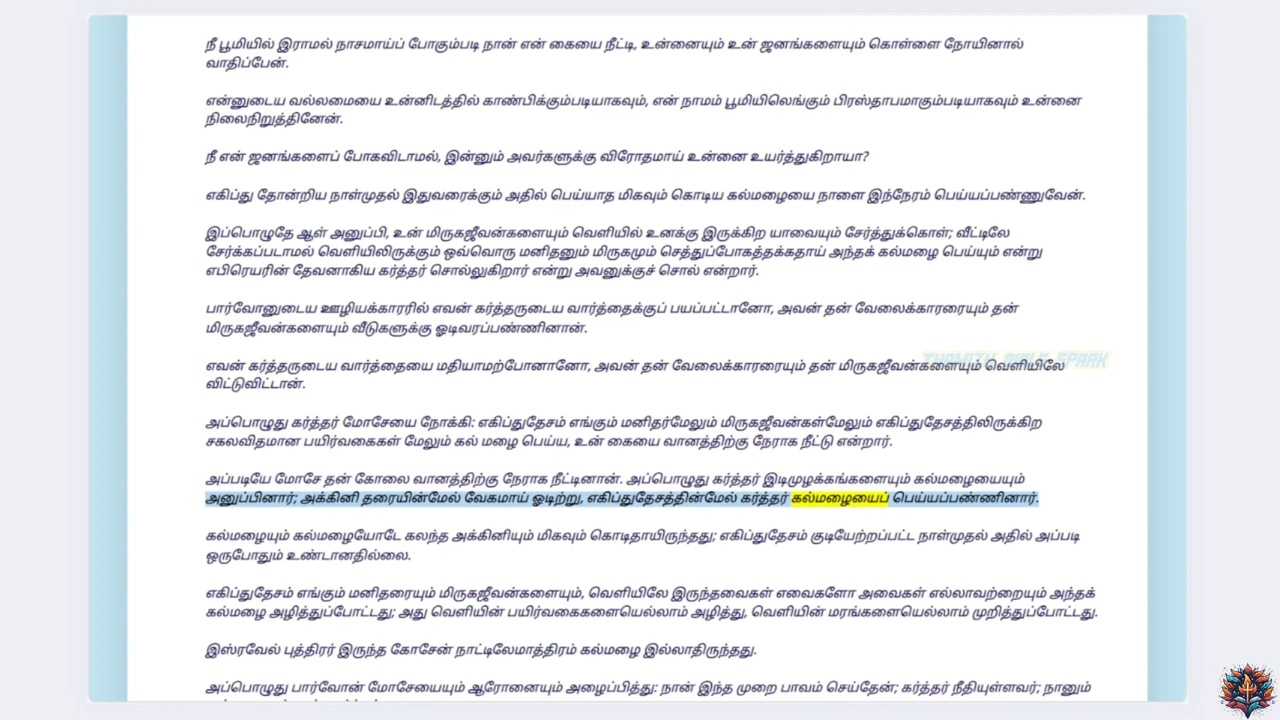 நீ பூமியில் இராமல் நாசமாய்ப் போகும்படி நான் என் கையை நீட்டி, உன்னையும் உன் ஜனங்களையும் கொள்ளை நோயினால்
வாதிப்பேன்.
என்னுடைய வல்லமையை உன்னிடத்தில் காண்பிக்கும்படியாகவும், என் நாமம் பூமியிலெங்கும் பிரஸ்தாபமாகும்படியாகவும் உன்னை
நிலைநிறுத்தினேன்.
நீ என் ஜனங்களைப் போகவிடாமல், இன்னும் அவர்களுக்கு விரோதமாய் உன்னை உயர்த்துகிறாயா?
எகிப்து தோன்றிய நாள்முதல் இதுவரைக்கும் அதில் பெய்யாத மிகவும் கொடிய கல்மழையை நாளை இந்நேரம் பெய்யப்பண்ணுவேன்.
இப்பொழுதே ஆள் அனுப்பி, உன் மிருகஜீவன்களையும் வெளியில் உனக்கு இருக்கிற யாவையும் சேர்த்துக்கொள்; வீட்டிலே
சேர்க்கப்படாமல் வெளியிலிருக்கும் ஒவ்வொரு மனிதனும் மிருகமும் செத்துப்போகத்தக்கதாய் அந்தக் கல்மழை பெய்யும் என்று
எபிரெயரின் தேவனாகிய கர்த்தர் சொல்லுகிறார் என்று அவனுக்குச் சொல் என்றார்.
பார்வோனுடைய ஊழியக்காரரில் எவன் கர்த்தருடைய வார்த்தைக்குப் பயப்பட்டானோ, அவன் தன் வேலைக்காரரையும் தன்
மிருகஜீவன்களையும் வீடுகளுக்கு ஓடிவரப்பண்ணினான்.
THAMIZH BIBLE SPARK
எவன் கர்த்தருடைய வார்த்தையை மதியாமற்போனானோ, அவன் தன் வேலைக்காரரையும் தன் மிருகஜீவன்களையும் வெளியிலே
விட்டுவிட்டான்.
அப்பொழுது கர்த்தர் மோசேயை நோக்கி: எகிப்துதேசம் எங்கும் மனிதர்மேலும் மிருகஜீவன்கள்மேலும் எகிப்துதேசத்திலிருக்கிற
சகலவிதமான பயிர்வகைகள் மேலும் கல் மழை பெய்ய, உன் கையை வானத்திற்கு நேராக நீட்டு என்றார்.
அப்படியே மோசே தன் கோலை வானத்திற்கு நேராக நீட்டினான். அப்பொழுது கர்த்தர் இடிமுழக்கங்களையும் கல்மழையையும்
அனுப்பினார்; அக்கினி தரையின்மேல் வேகமாய் ஓடிற்று, எகிப்துதேசத்தின்மேல் கர்த்தர் கல்மழையைப் பெய்யப்பண்ணினார்.
கல்மழையும் கல்மழையோடே கலந்த அக்கினியும் மிகவும் கொடிதாயிருந்தது; எகிப்துதேசம் குடியேற்றப்பட்ட நாள்முதல் அதில் அப்படி
ஒருபோதும் உண்டானதில்லை.
எகிப்துதேசம் எங்கும் மனிதரையும் மிருகஜீவன்களையும், வெளியிலே இருந்தவைகள் எவைகளோ அவைகள் எல்லாவற்றையும் அந்தக்
கல்மழை அழித்துப்போட்டது; அது வெளியின் பயிர்வகைகளையெல்லாம் அழித்து, வெளியின் மரங்களையெல்லாம் முறித்துப்போட்டது.
இஸ்ரவேல் புத்திரர் இருந்த கோசேன் நாட்டிலேமாத்திரம் கல்மழை இல்லாதிருந்தது.
அப்பொழுது பார்வோன் மோசேயையும் ஆரோனையும் அழைப்பித்து: நான் இந்த முறை பாவம் செய்தேன்; கர்த்தர் நீதியுள்ளவர்; நானும்